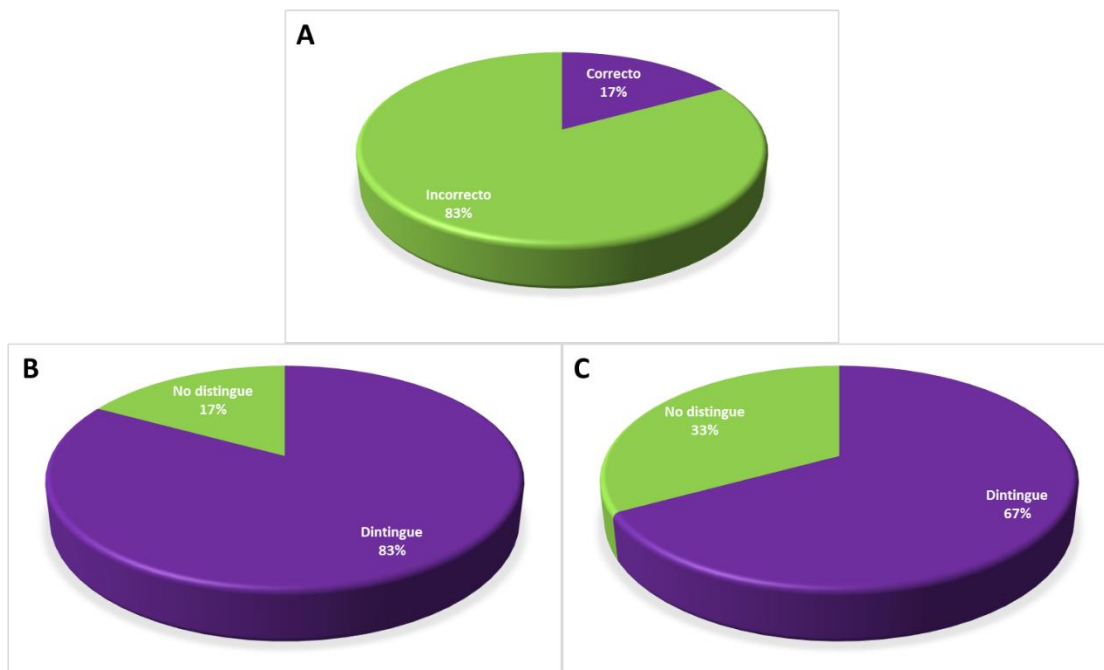 A
Correcto
17%
Incorrecto
83%
B
No distingue
17%
Dintingue
83%
C
No distingue
33%
Dintingue
67%